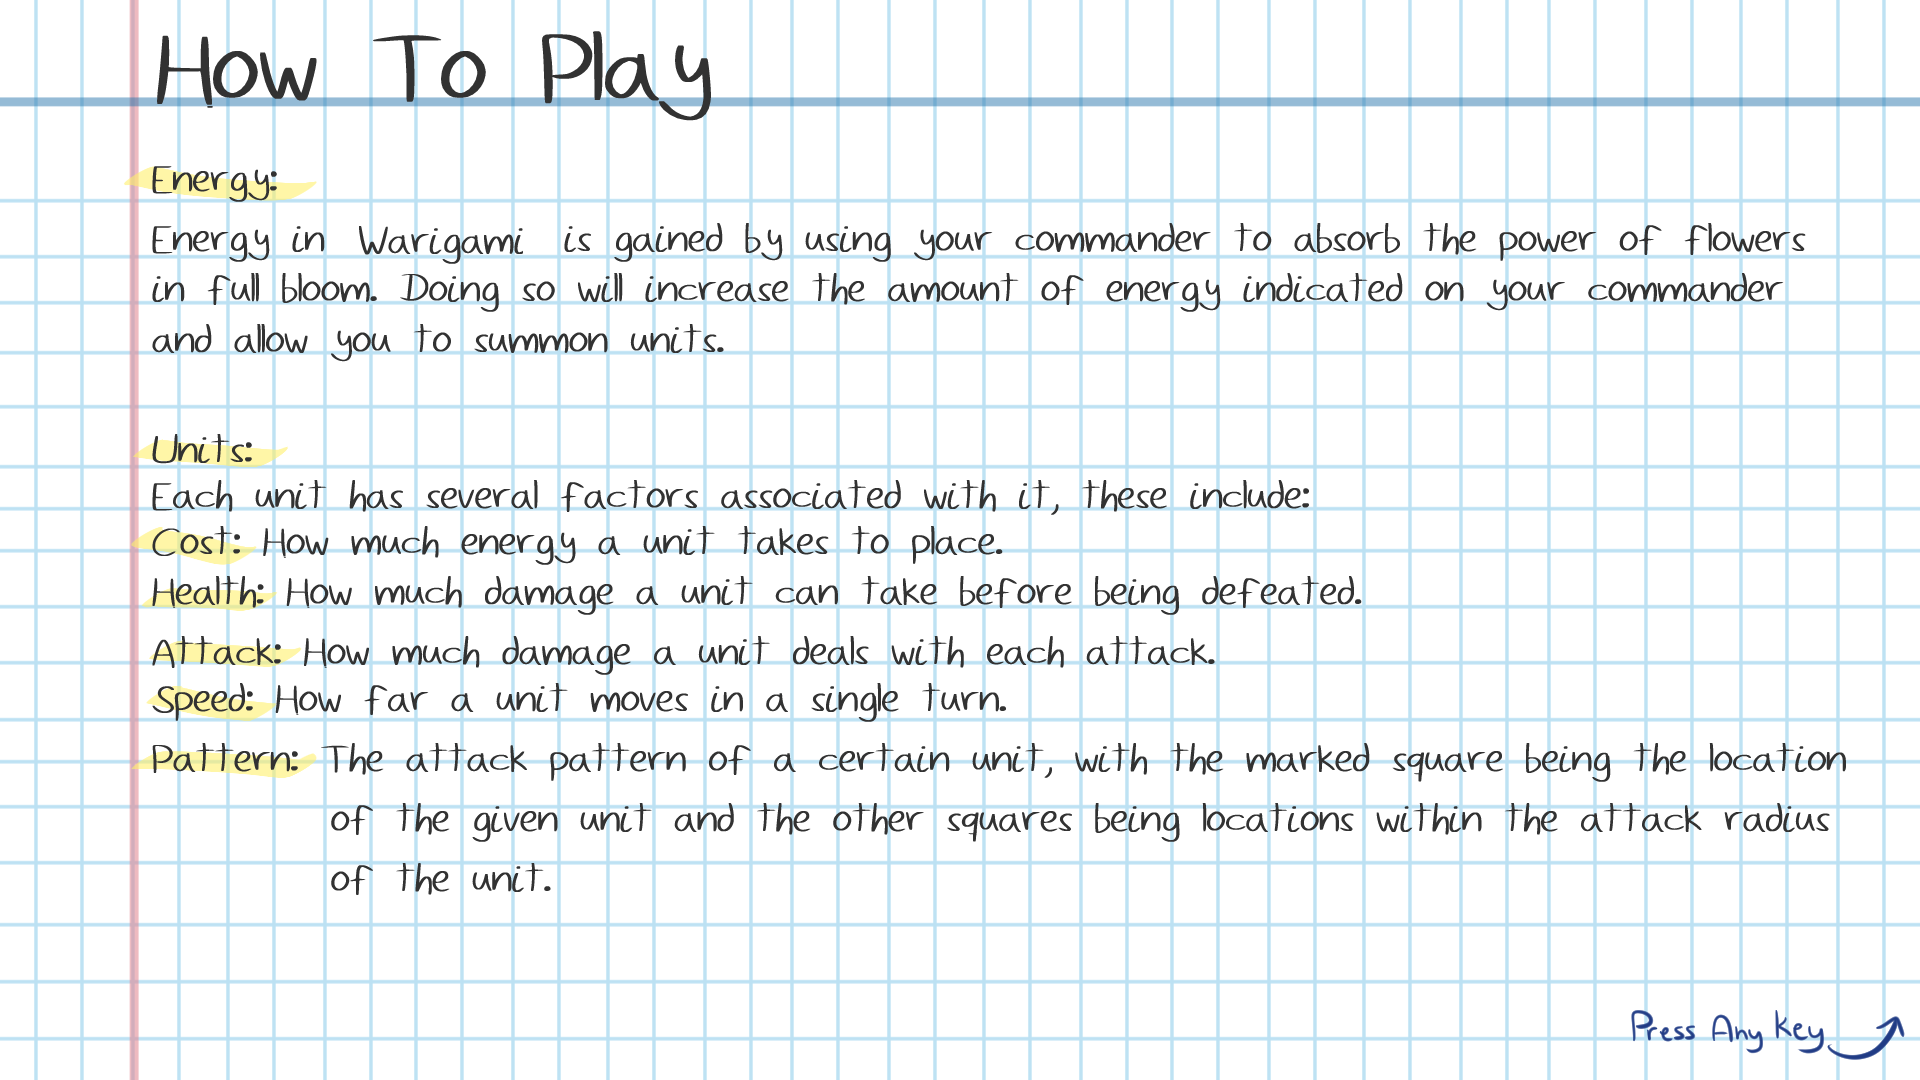 How To Play
Energy:
Energy in Warigami is gained by using your commander to absorb the power of flowers
in full bloom. Doing so will increase the amount of energy indicated on your commander
and allow you to summon units.
Units:
Each unit has several factors associated with it, these include:
Cost: How much energy a unit takes to place.
Health: How much damage a unit can take before being defeated.
Attack: How much damage a unit deals with each attack.
Speed: How far a unit moves in a single turn.
Pattern: The attack pattern of a certain unit, with the marked square being the location
of the given unit and the other squares being locations within the attack radius
of the unit.
Press Any Key